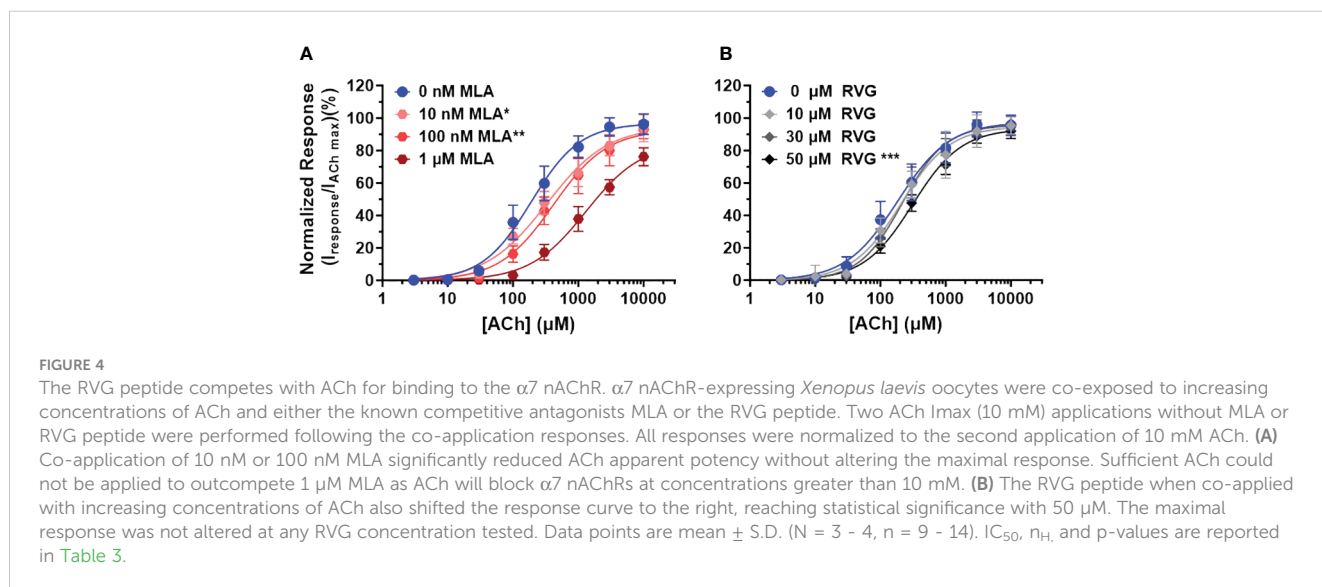 A
Normalized Response
(Iresponse/IACh max)(%)
120
100
80
60
40
20
0
0 nM MLA
10 nM MLA*
100 nM MLA**
1 µM MLA
1 10 100 1000 10000
[ACh] (µM)
B
120
100
80
60
40
20
0
0 µM RVG
10 µM RVG
30 µM RVG
50 µM RVG ***
1 10 100 1000 10000
[ACh] (µM)
FIGURE 4
The RVG peptide competes with ACh for binding to the α7 nAChR. α7 nAChR-expressing Xenopus laevis oocytes were co-exposed to increasing
concentrations of ACh and either the known competitive antagonists MLA or the RVG peptide. Two ACh Imax (10 mM) applications without MLA or
RVG peptide were performed following the co-application responses. All responses were normalized to the second application of 10 mM ACh. (A)
Co-application of 10 nM or 100 nM MLA significantly reduced ACh apparent potency without altering the maximal response. Sufficient ACh could
not be applied to outcompete 1 µM MLA as ACh will block α7 nAChRs at concentrations greater than 10 mM. (B) The RVG peptide when co-applied
with increasing concentrations of ACh also shifted the response curve to the right, reaching statistical significance with 50 µM. The maximal
response was not altered at any RVG concentration tested. Data points are mean ± S.D. (N = 3 - 4, n = 9 - 14). IC50, nH, and p-values are reported
in Table 3.